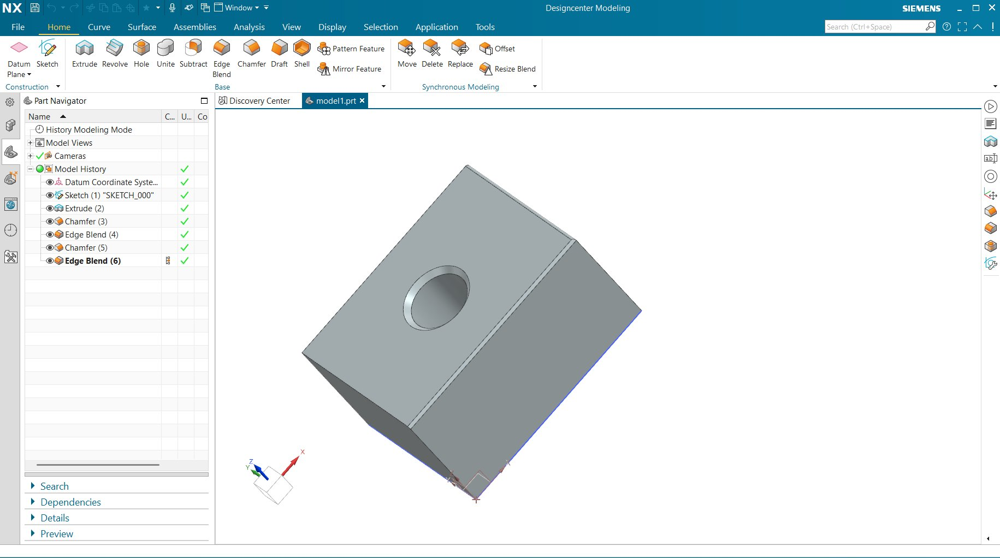 NX
Window
Designcenter Modeling
SIEMENS
File Home Curve Surface Assemblies Analysis View Display Selection Application Tools
Search (Ctrl+Space)
Datum Plane
Sketch
Extrude
Revolve
Hole
Unite
Subtract
Edge Blend
Chamfer
Draft
Shell
Pattern Feature
Mirror Feature
Move
Delete
Replace
Offset
Resize Blend
Construction
Base
Synchronous Modeling
Part Navigator
Discovery Center
model1.prt
Name C... U... Co
History Modeling Mode
Model Views
Cameras
Model History
Datum Coordinate Syste...
Sketch (1) "SKETCH_000"
Extrude (2)
Chamfer (3)
Edge Blend (4)
Chamfer (5)
Edge Blend (6)
X
Z
Y
Search
Dependencies
Details
Preview